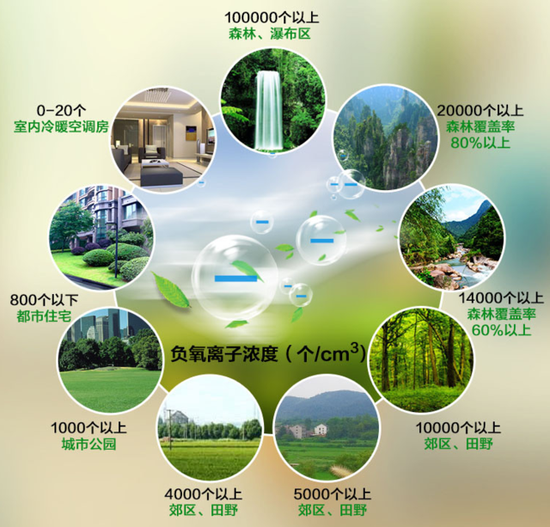 100000个以上
森林、瀑布区
20000个以上
森林覆盖率
80%以上
14000个以上
森林覆盖率
60%以上
10000个以上
郊区、田野
5000个以上
郊区、田野
4000个以上
郊区、田野
1000个以上
城市公园
800个以下
都市住宅
0-20个
室内冷暖空调房
负氧离子浓度（个/cm³）